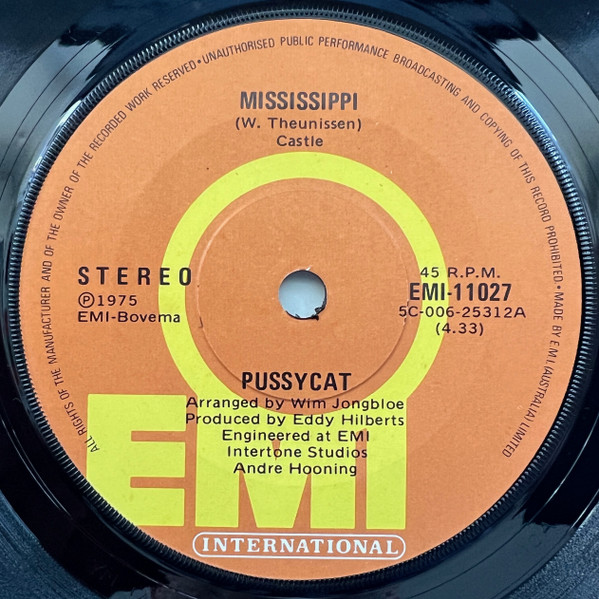 ALL RIGHTS OF THE MANUFACTURER AND OF THE OWNER OF THE RECORDED WORK RESERVED • UNAUTHORISED PUBLIC PERFORMANCE BROADCASTING AND COPYING OF THIS RECORD PROHIBITED. • MADE BY E M I (AUSTRALIA) LIMITED
MISSISSIPPI
(W. Theunissen)
Castle
STEREO
Ⓟ1975
EMI-Bovema
45 R.P.M.
EMI-11027
5C-006-25312A
(4.33)
PUSSYCAT
Arranged by Wim Jongbloe
Produced by Eddy Hilberts
Engineered at EMI
Intertone Studios
Andre Hooning
EMI
INTERNATIONAL